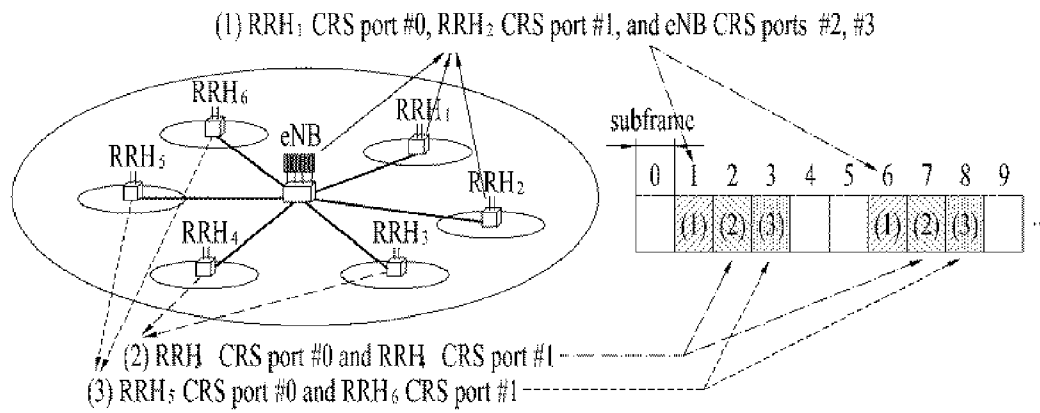 (1) RRH₁ CRS port #0, RRH₂ CRS port #1, and eNB CRS ports #2, #3
RRH₆
RRH₁
eNB
RRH₅
RRH₂
RRH₄
RRH₃
subframe
0 1 2 3 4 5 6 7 8 9
(1) (2) (3) (1) (2) (3)
(2) RRH CRS port #0 and RRH CRS port #1
(3) RRH₅ CRS port #0 and RRH₆ CRS port #1